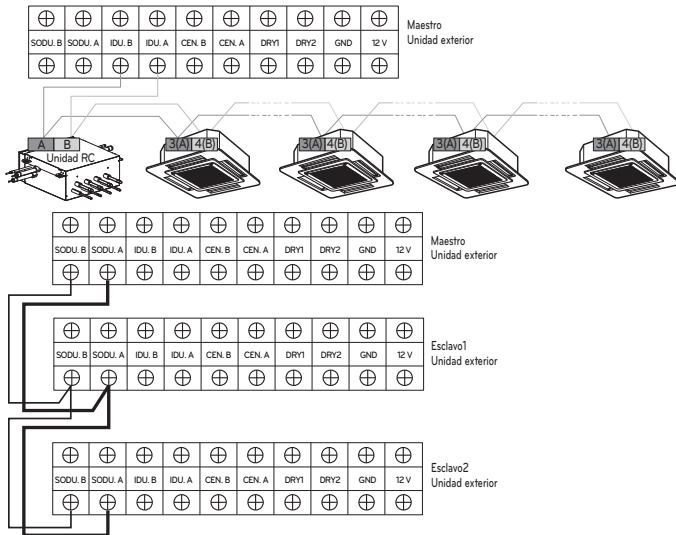 SODU. B SODU. A IDU. B IDU. A CEN. B CEN. A DRY1 DRY2 GND 12 V
Maestro
Unidad exterior
A B
Unidad RC
3(A) 4(B)
3(A) 4(B)
3(A) 4(B)
3(A) 4(B)
SODU. B SODU. A IDU. B IDU. A CEN. B CEN. A DRY1 DRY2 GND 12 V
Maestro
Unidad exterior
SODU. B SODU. A IDU. B IDU. A CEN. B CEN. A DRY1 DRY2 GND 12 V
Esclavo1
Unidad exterior
SODU. B SODU. A IDU. B IDU. A CEN. B CEN. A DRY1 DRY2 GND 12 V
Esclavo2
Unidad exterior